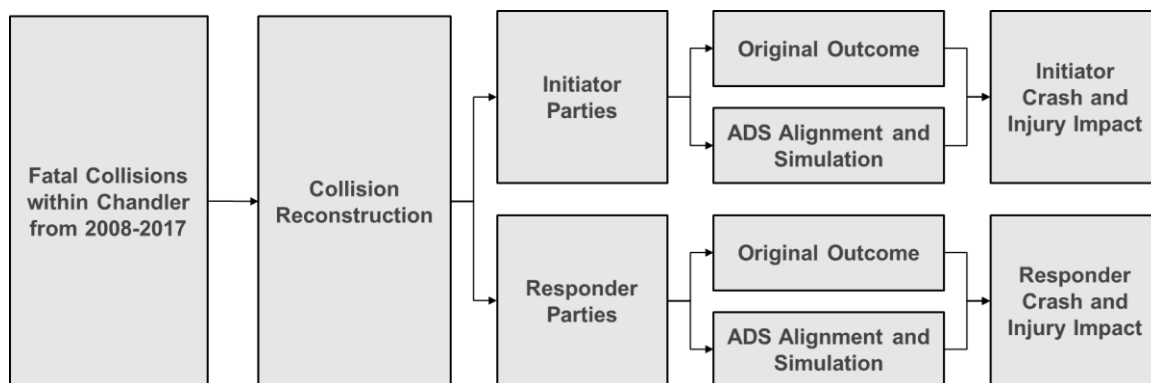 Fatal Collisions
within Chandler
from 2008-2017
Collision
Reconstruction
Initiator
Parties
Original Outcome
ADS Alignment and
Simulation
Initiator
Crash and
Injury Impact
Responder
Parties
Original Outcome
ADS Alignment and
Simulation
Responder
Crash and
Injury Impact